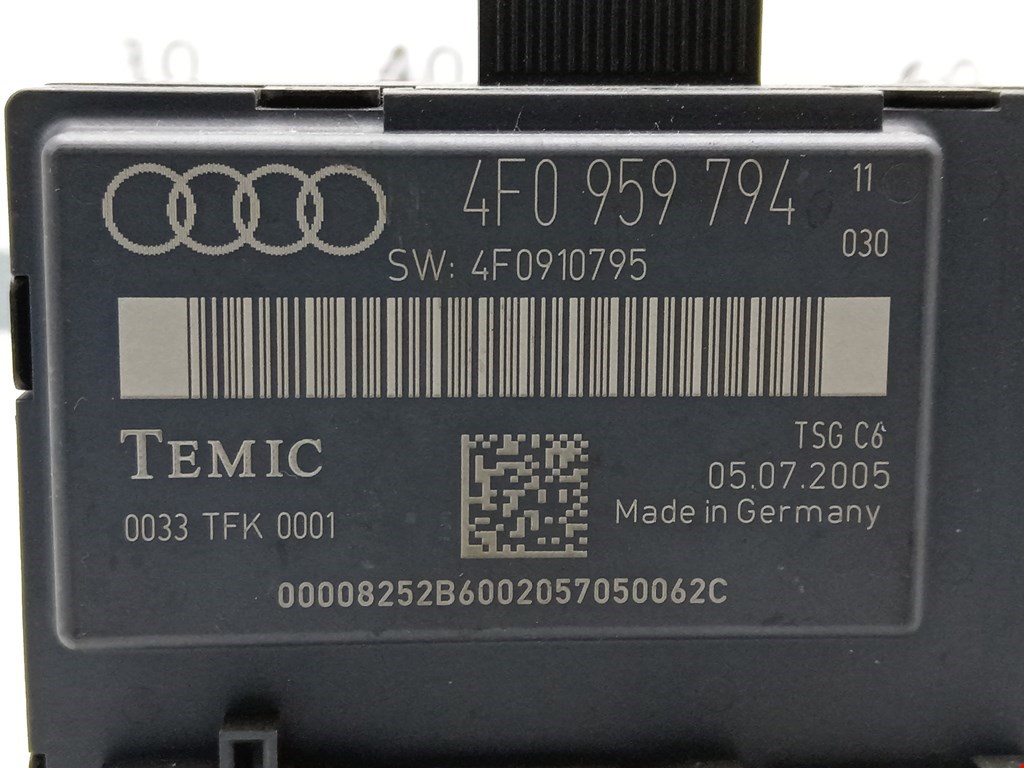 4F0 959 794 11
030
SW: 4F0910795
TEMIC
TSG C6
05.07.2005
0033 TFK 0001
Made in Germany
00008252B6002057050062C